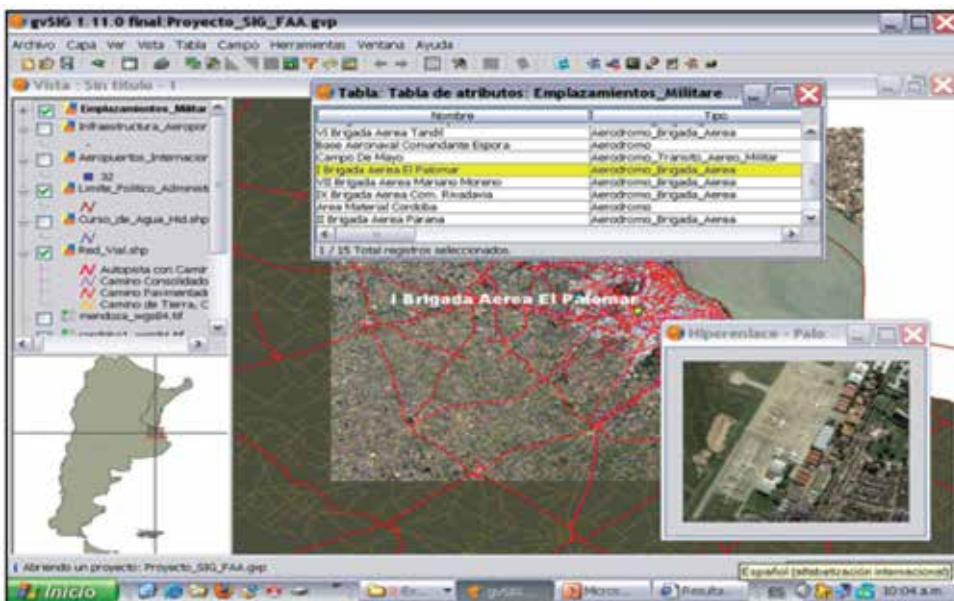 gvSIG 1.11.0 final:Proyecto_SIG_FAA.gvp
Archivo Capa Ver Vista Tabla Campo Herramientas Ventana Ayuda
Vista : Sin titulo - 1
Emplazamientos_Militar
Infraestructura_Aeropor
Aeropuertos_Internacion
32
Limite_Politico_Administ
Curso_de_Agua_Hid.shp
Red_Vial.shp
Autopista con Camin
Camino Consolidado
Camino Pavimentad
Camino de Tierra, C
mendoza_wgs84.tif
Tabla: Tabla de atributos: Emplazamientos_Militare
Nombre Tipo
VI Brigada Aerea Tandil Aerodromo_Brigada_Aerea
Base Aeronaval Comandante Espora Aerodromo
Campo De Mayo Aerodromo_Transito_Aereo_Militar
I Brigada Aerea El Palomar Aerodromo_Brigada_Aerea
VII Brigada Aerea Mariano Moreno Aerodromo_Brigada_Aerea
IX Brigada Aerea Com. Rivadavia Aerodromo_Brigada_Aerea
Area Material Cordoba Aerodromo
II Brigada Aerea Parana Aerodromo_Brigada_Aerea
1 / 15 Total registros seleccionados.
I Brigada Aerea El Palomar
Hiperenlace - Palo
Abriendo un proyecto: Proyecto_SIG_FAA.gvp
Español (alfabetización internacional)
Inicio
Micros...
Resulta...
ES
10:04 a.m.